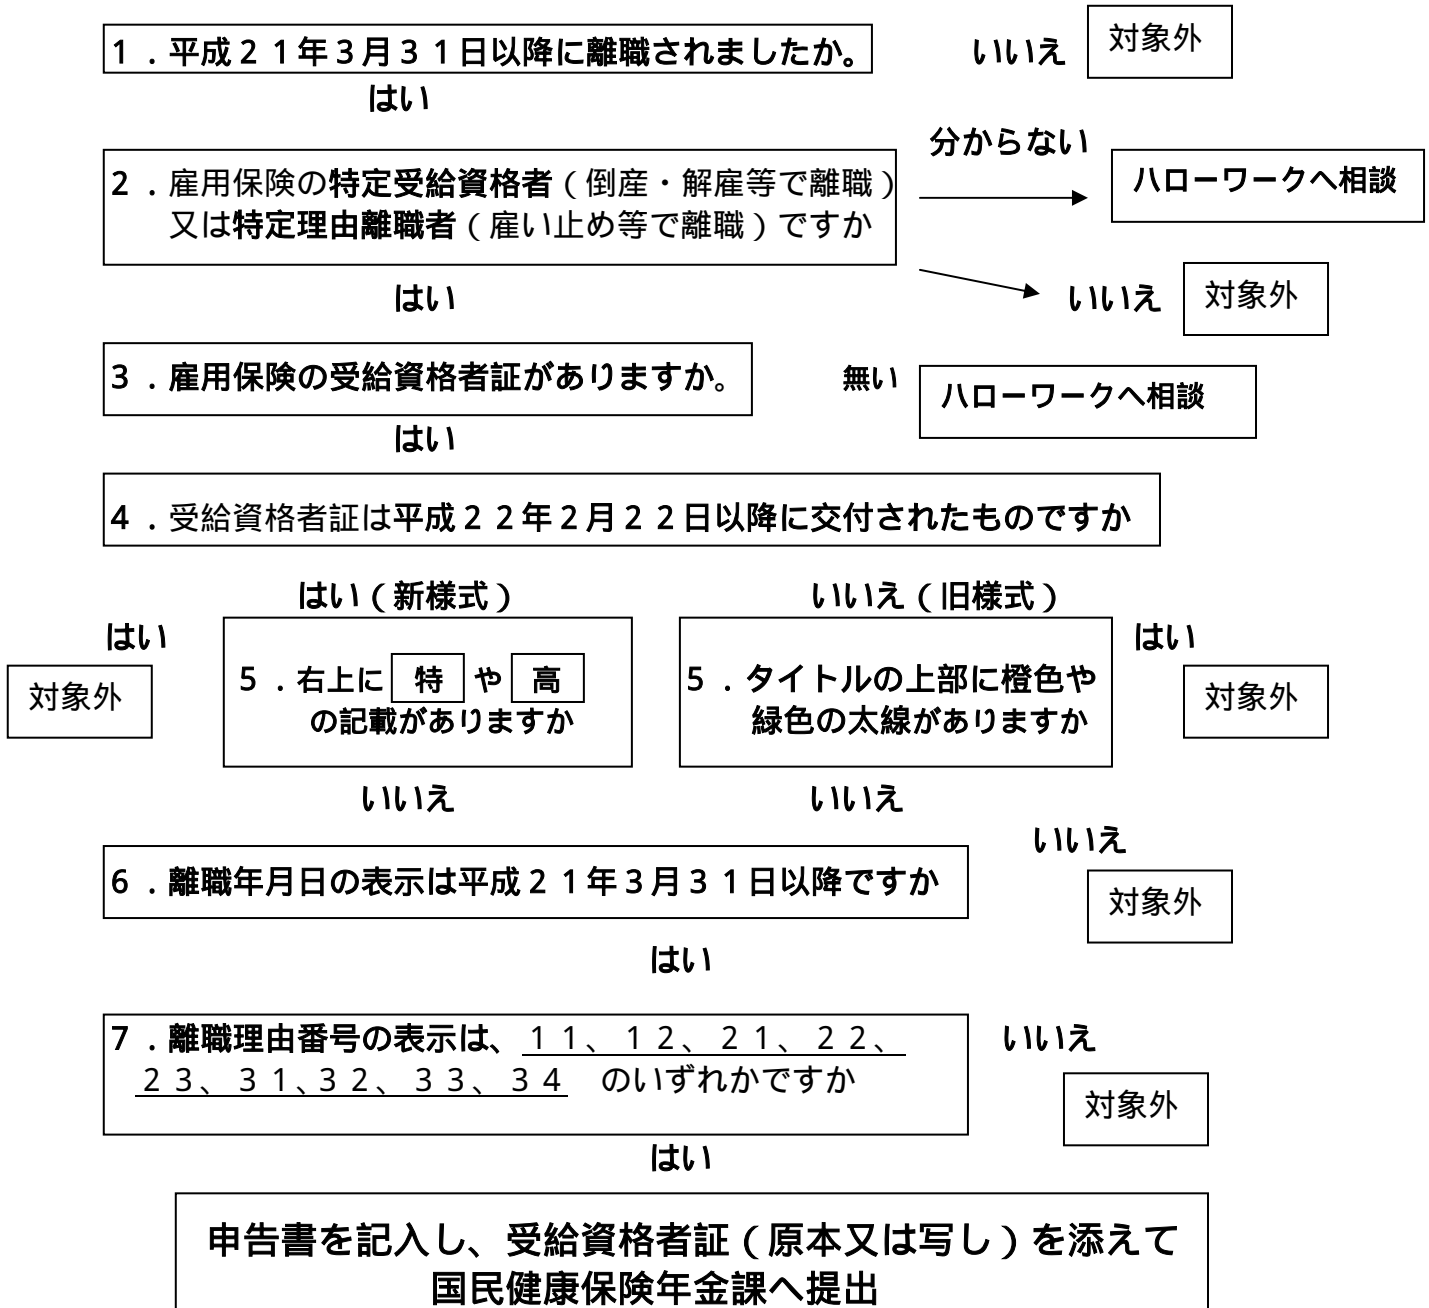 1．平成21年3月31日以降に離職されましたか。
いいえ
対象外
はい
分からない
ハローワークへ相談
2．雇用保険の特定受給資格者（倒産・解雇等で離職）
又は特定理由離職者（雇い止め等で離職）ですか
いいえ
対象外
はい
3．雇用保険の受給資格者証がありますか。
無い
ハローワークへ相談
はい
4．受給資格者証は平成22年2月22日以降に交付されたものですか
はい（新様式）
いいえ（旧様式）
はい
対象外
5．右上に 特 や 高
の記載がありますか
5．タイトルの上部に橙色や
緑色の太線がありますか
はい
対象外
いいえ
いいえ
いいえ
対象外
6．離職年月日の表示は平成21年3月31日以降ですか
はい
7．離職理由番号の表示は、11、12、21、22、
23、31、32、33、34　のいずれかですか
いいえ
対象外
はい
申告書を記入し、受給資格者証（原本又は写し）を添えて
国民健康保険年金課へ提出